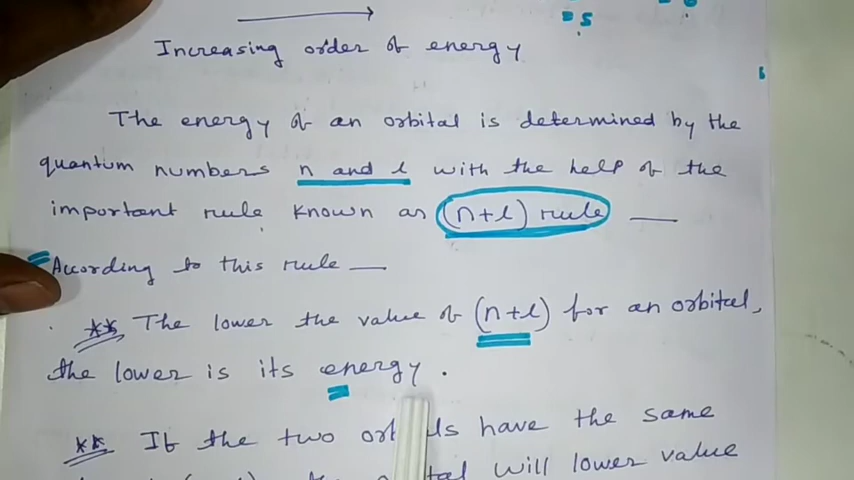 = 5
Increasing order of energy
The energy of an orbital is determined by the
quantum numbers n and l with the help of the
important rule known as (n+l) rule —
According to this rule —
** The lower the value of (n+l) for an orbital,
the lower is its energy.
** If the two orbitals have the same
will lower value